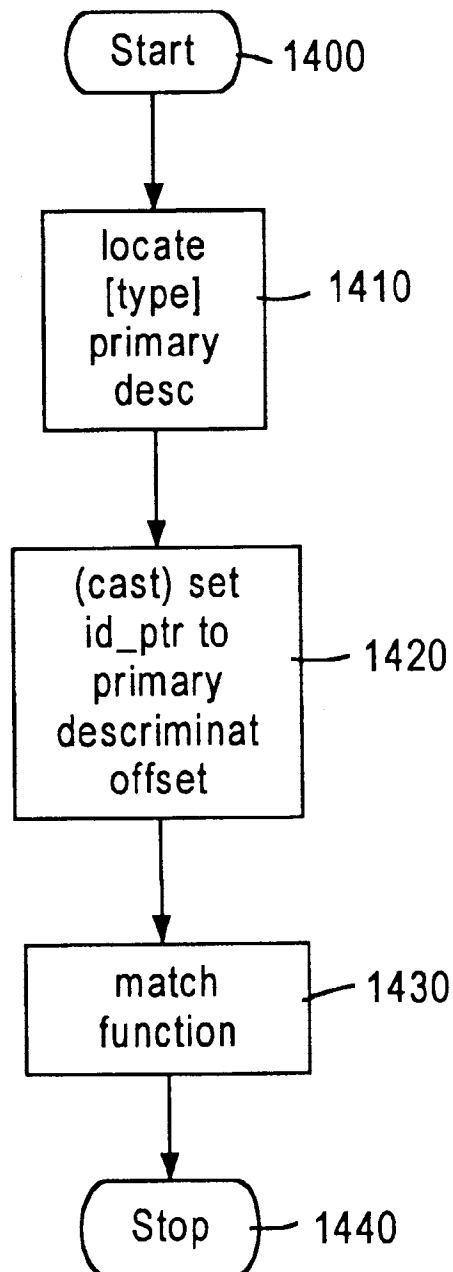 Start
1400
locate
[type]
primary
desc
1410
(cast) set
id_ptr to
primary
descriminat
offset
1420
match
function
1430
Stop
1440